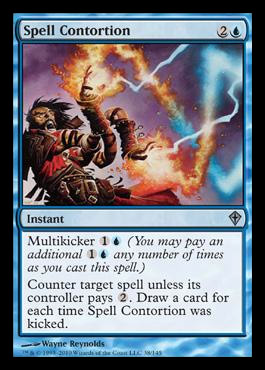 Spell Contortion 2
Instant
Multikicker 1 (You may pay an
additional 1 any number of times
as you cast this spell.)
Counter target spell unless its
controller pays 2. Draw a card for
each time Spell Contortion was
kicked.
Wayne Reynolds
™ & © 1993–2010 Wizards of the Coast LLC 38/145